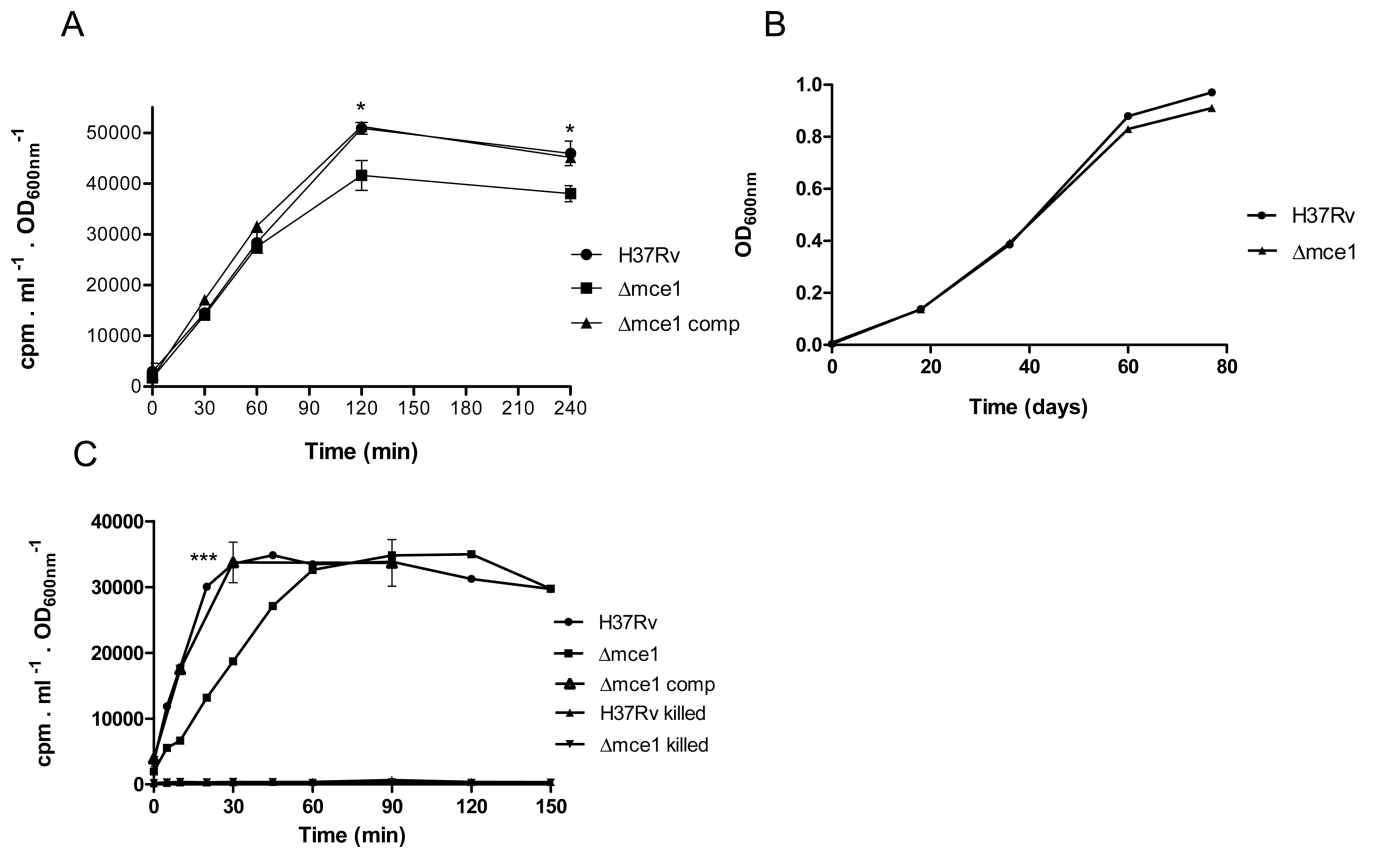 A
*
*
50000
40000
30000
20000
10000
0
cpm . ml -1 . OD600nm -1
0 30 60 90 120 150 180 210 240
Time (min)
H37Rv
Δmce1
Δmce1 comp
B
1.0
0.8
0.6
0.4
0.2
0.0
OD600nm
0 20 40 60 80
Time (days)
H37Rv
Δmce1
C
***
40000
30000
20000
10000
0
cpm . ml -1 . OD600nm -1
0 30 60 90 120 150
Time (min)
H37Rv
Δmce1
Δmce1 comp
H37Rv killed
Δmce1 killed